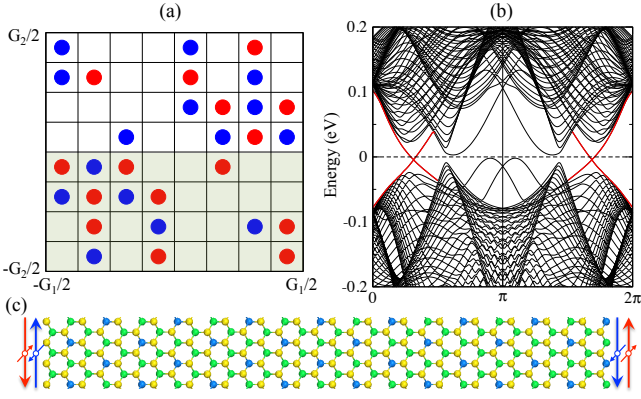 (a)
G2/2
-G2/2
-G1/2
G1/2
(b)
Energy (eV)
0.2
0.1
0
-0.1
-0.2
0
π
2π
(c)